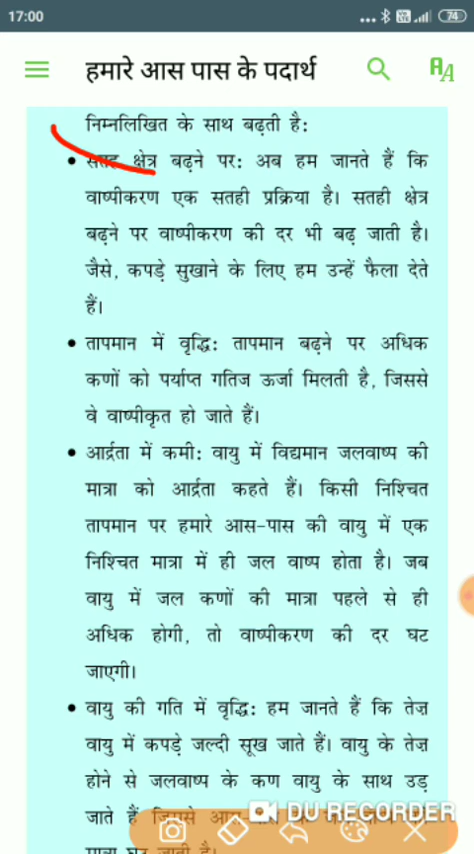 17:00
74
हमारे आस पास के पदार्थ
निम्नलिखित के साथ बढ़ती है:
• सतह क्षेत्र बढ़ने पर: अब हम जानते हैं कि
वाष्पीकरण एक सतही प्रक्रिया है। सतही क्षेत्र
बढ़ने पर वाष्पीकरण की दर भी बढ़ जाती है।
जैसे, कपड़े सुखाने के लिए हम उन्हें फैला देते
हैं।
• तापमान में वृद्धि: तापमान बढ़ने पर अधिक
कणों को पर्याप्त गतिज ऊर्जा मिलती है, जिससे
वे वाष्पीकृत हो जाते हैं।
• आर्द्रता में कमी: वायु में विद्यमान जलवाष्प की
मात्रा को आर्द्रता कहते हैं। किसी निश्चित
तापमान पर हमारे आस-पास की वायु में एक
निश्चित मात्रा में ही जल वाष्प होता है। जब
वायु में जल कणों की मात्रा पहले से ही
अधिक होगी, तो वाष्पीकरण की दर घट
जाएगी।
• वायु की गति में वृद्धि: हम जानते हैं कि तेज़
वायु में कपड़े जल्दी सूख जाते हैं। वायु के तेज़
होने से जलवाष्प के कण वायु के साथ उड़
जाते हैं जिससे
DU RECORDER